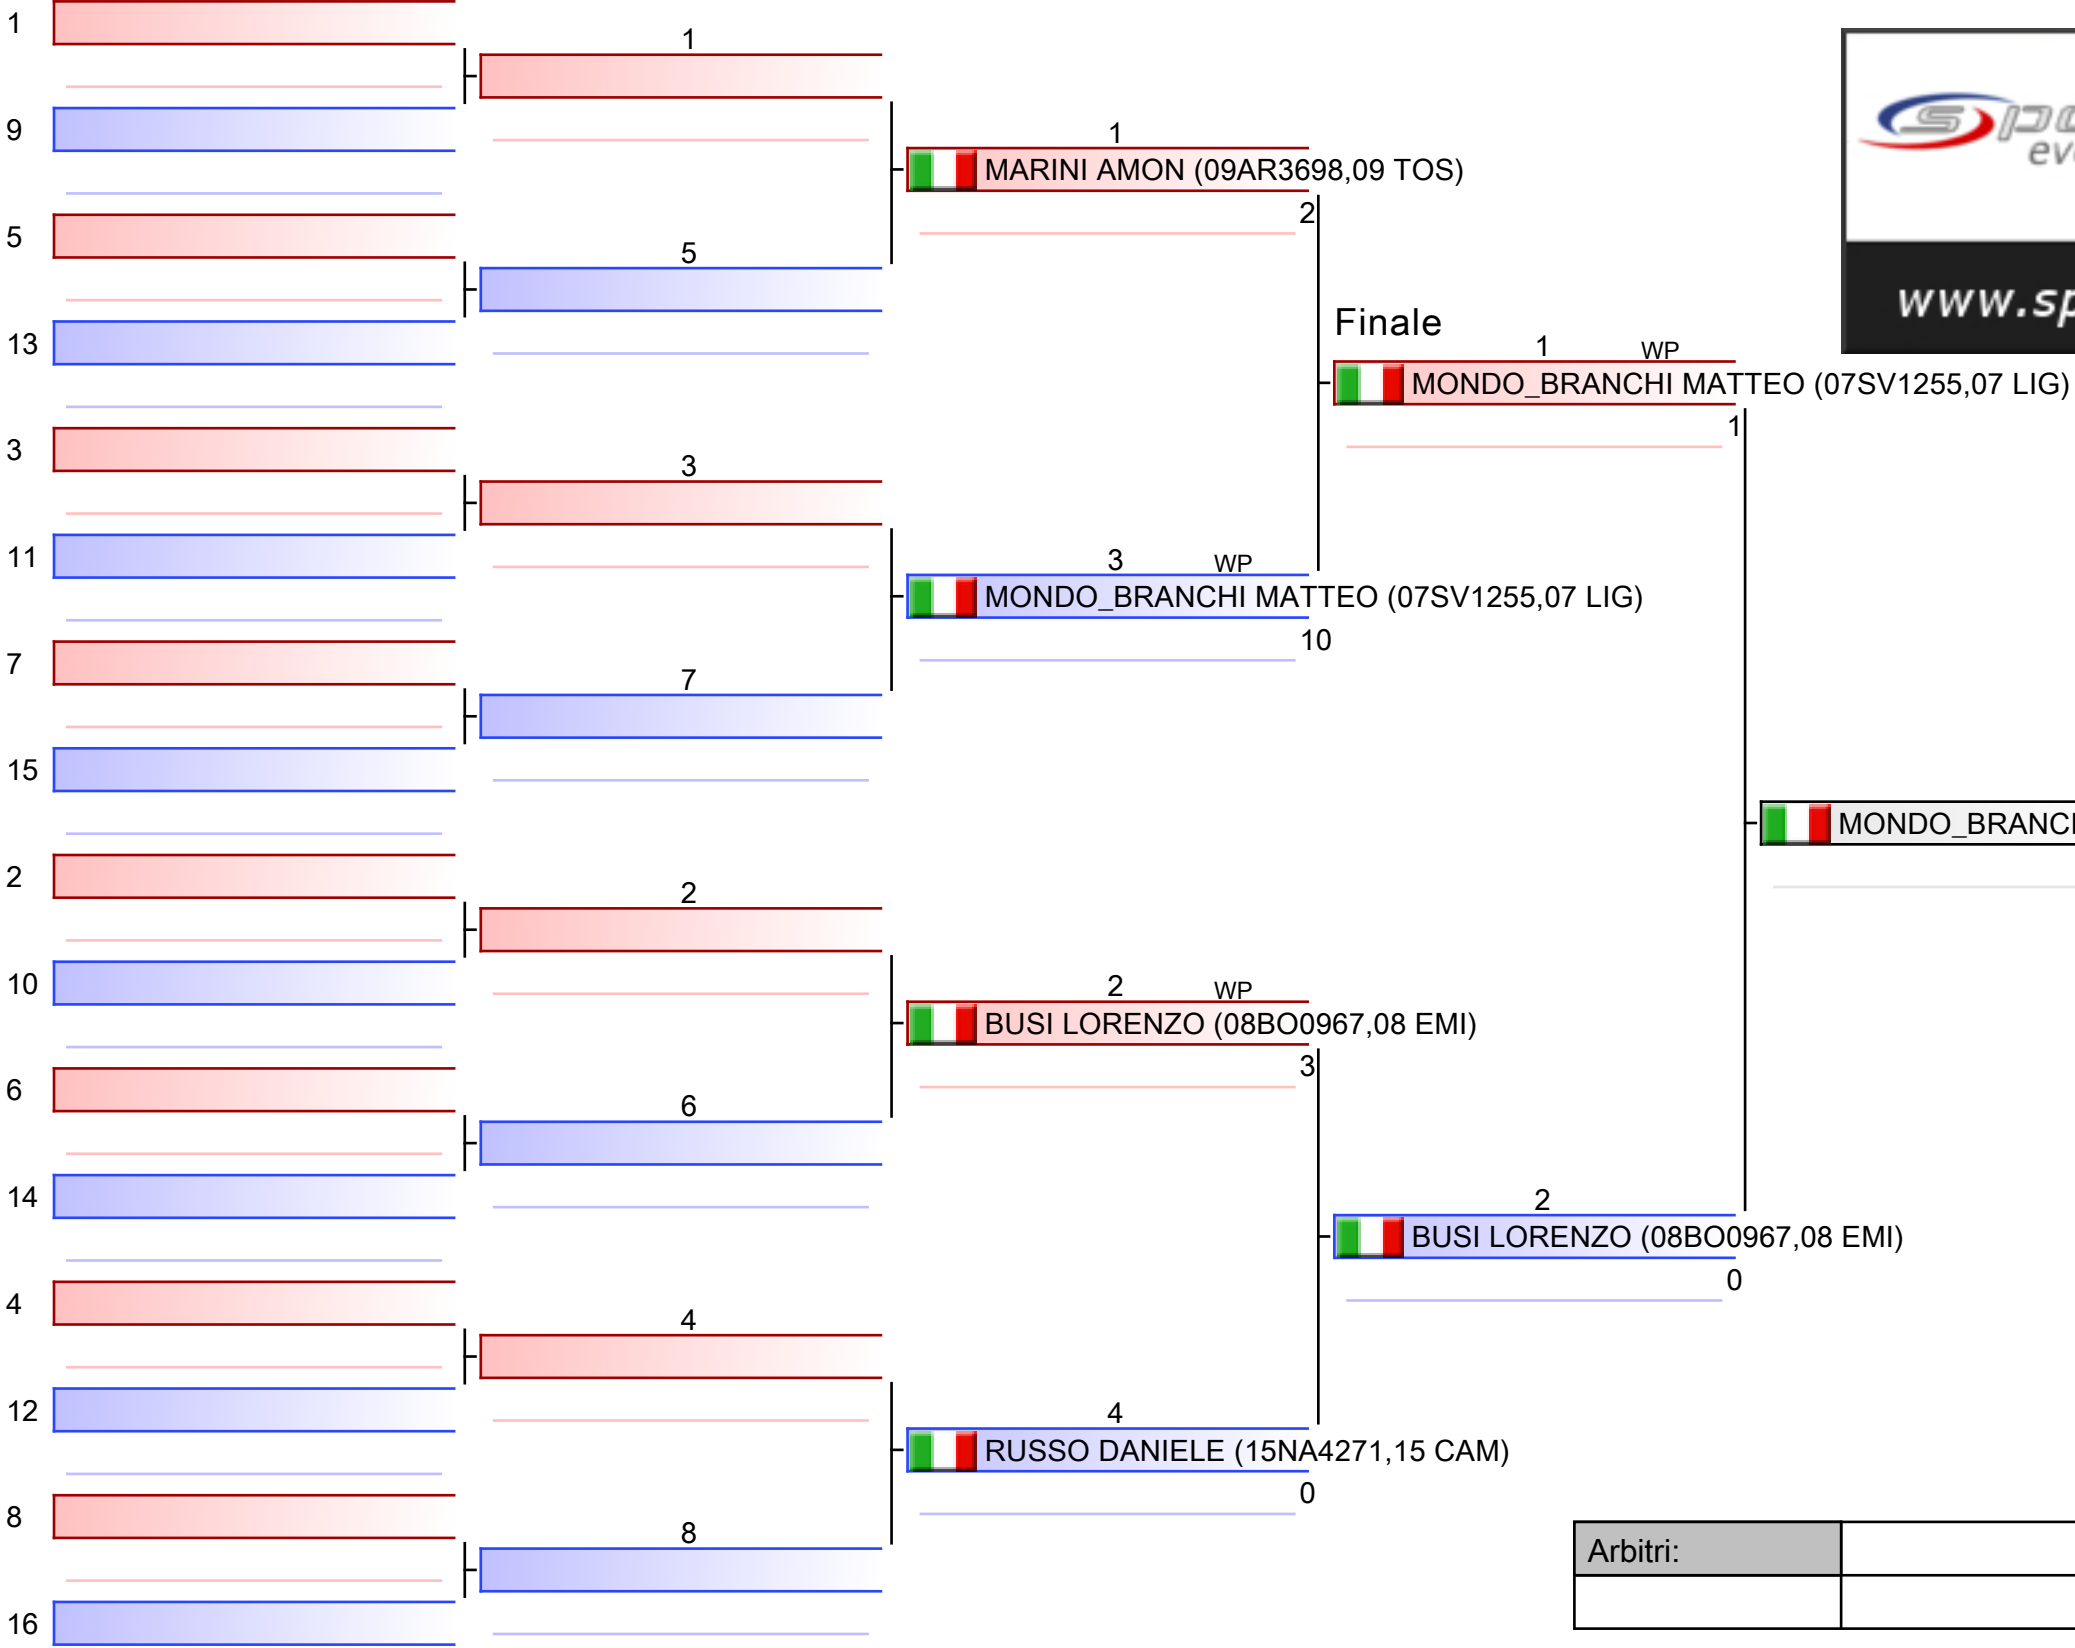 1
9
5
13
3
11
7
15
2
10
6
14
4
12
8
16
1
5
3
7
2
6
4
8
1
MARINI AMON (09AR3698,09 TOS)
2
3 WP
MONDO_BRANCHI MATTEO (07SV1255,07 LIG)
10
2 WP
BUSI LORENZO (08BO0967,08 EMI)
3
4
RUSSO DANIELE (15NA4271,15 CAM)
0
Finale
1 WP
MONDO_BRANCHI MATTEO (07SV1255,07 LIG)
1
2
BUSI LORENZO (08BO0967,08 EMI)
0
www.sp
Arbitri: